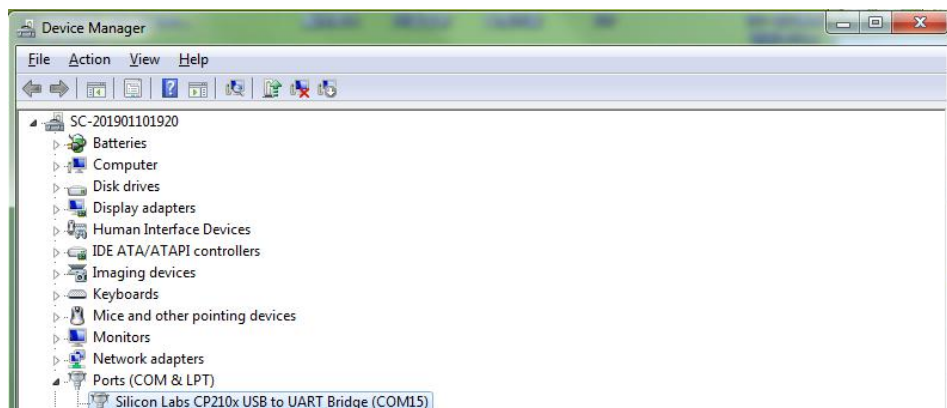 Device Manager
File Action View Help
SC-201901101920
Batteries
Computer
Disk drives
Display adapters
Human Interface Devices
IDE ATA/ATAPI controllers
Imaging devices
Keyboards
Mice and other pointing devices
Monitors
Network adapters
Ports (COM & LPT)
Silicon Labs CP210x USB to UART Bridge (COM15)